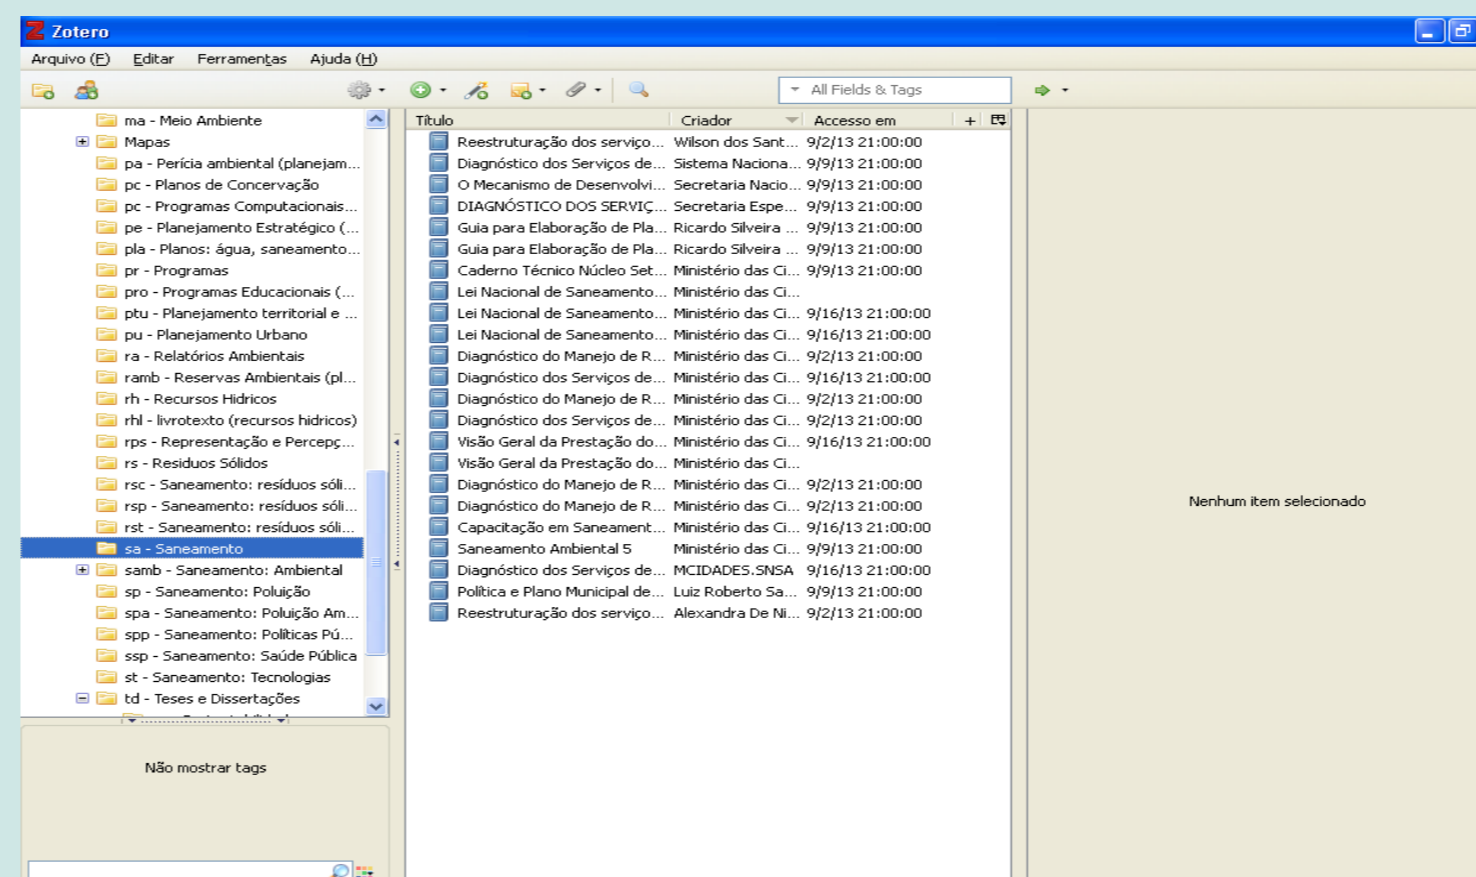 Zotero
Arquivo (F) Editar Ferramentas Ajuda (H)
All Fields & Tags
ma - Meio Ambiente
Mapas
pa - Perícia ambiental (planejam...
pc - Planos de Concervação
pc - Programas Computacionais...
pe - Planejamento Estratégico (...
pla - Planos: água, saneamento...
pr - Programas
pro - Programas Educacionais (...
ptu - Planejamento territorial e ...
pu - Planejamento Urbano
ra - Relatórios Ambientais
ramb - Reservas Ambientais (pl...
rh - Recursos Hidricos
rhl - livrotexto (recursos hidricos)
rps - Representação e Percepç...
rs - Residuos Sólidos
rsc - Saneamento: resíduos sóli...
rsp - Saneamento: resíduos sóli...
rst - Saneamento: resíduos sóli...
sa - Saneamento
samb - Saneamento: Ambiental
sp - Saneamento: Poluição
spa - Saneamento: Poluição Am...
spp - Saneamento: Políticas Pú...
ssp - Saneamento: Saúde Pública
st - Saneamento: Tecnologias
td - Teses e Dissertações
Não mostrar tags
Título Criador Accesso em
Reestruturação dos serviço... Wilson dos Sant... 9/2/13 21:00:00
Diagnóstico dos Serviços de... Sistema Naciona... 9/9/13 21:00:00
O Mecanismo de Desenvolvi... Secretaria Nacio... 9/9/13 21:00:00
DIAGNÓSTICO DOS SERVIÇ... Secretaria Espe... 9/9/13 21:00:00
Guia para Elaboração de Pla... Ricardo Silveira ... 9/9/13 21:00:00
Guia para Elaboração de Pla... Ricardo Silveira ... 9/9/13 21:00:00
Caderno Técnico Núcleo Set... Ministério das Ci... 9/9/13 21:00:00
Lei Nacional de Saneamento... Ministério das Ci...
Lei Nacional de Saneamento... Ministério das Ci... 9/16/13 21:00:00
Lei Nacional de Saneamento... Ministério das Ci... 9/16/13 21:00:00
Diagnóstico do Manejo de R... Ministério das Ci... 9/2/13 21:00:00
Diagnóstico dos Serviços de... Ministério das Ci... 9/16/13 21:00:00
Diagnóstico do Manejo de R... Ministério das Ci... 9/2/13 21:00:00
Diagnóstico dos Serviços de... Ministério das Ci... 9/2/13 21:00:00
Visão Geral da Prestação do... Ministério das Ci... 9/16/13 21:00:00
Visão Geral da Prestação do... Ministério das Ci...
Diagnóstico do Manejo de R... Ministério das Ci... 9/2/13 21:00:00
Diagnóstico do Manejo de R... Ministério das Ci... 9/2/13 21:00:00
Capacitação em Saneament... Ministério das Ci... 9/16/13 21:00:00
Saneamento Ambiental 5 Ministério das Ci... 9/9/13 21:00:00
Diagnóstico dos Serviços de... MCIDADES.SNSA 9/16/13 21:00:00
Política e Plano Municipal de... Luiz Roberto Sa... 9/9/13 21:00:00
Reestruturação dos serviço... Alexandra De Ni... 9/2/13 21:00:00
Nenhum item selecionado